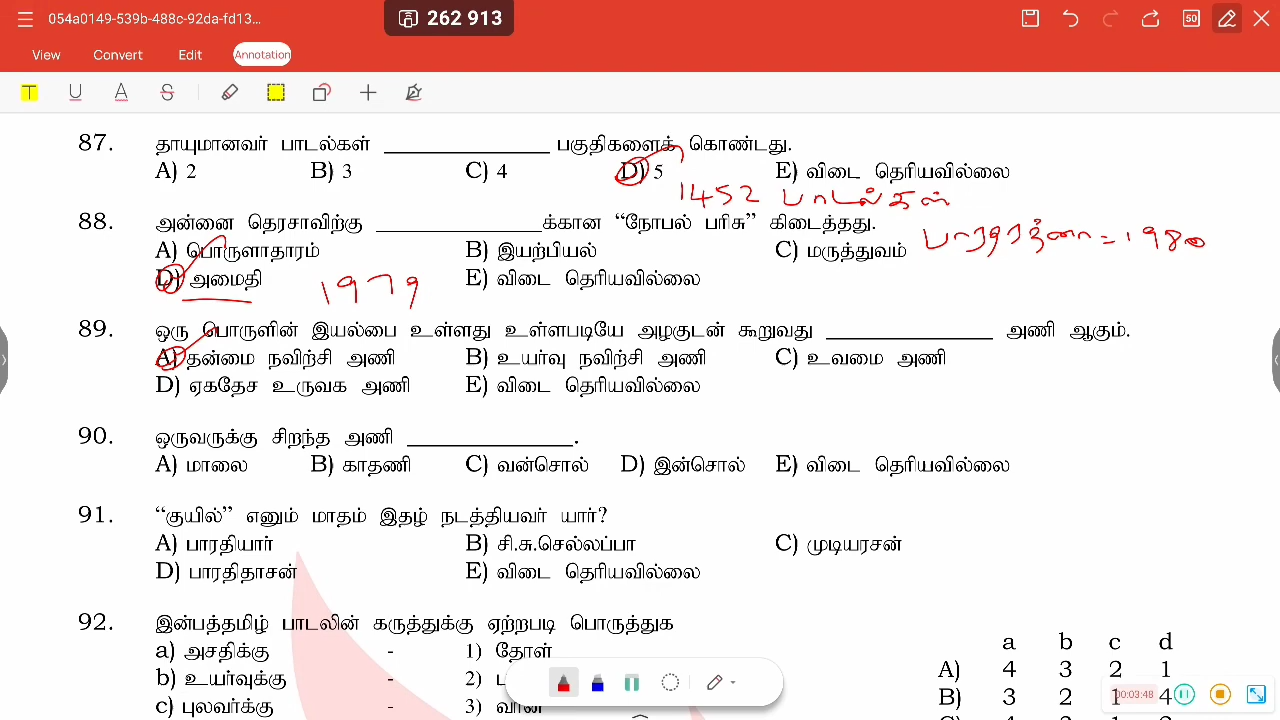 054a0149-539b-488c-92da-fd13...
262 913
50
View Convert Edit Annotation
T U A S
87. தாயுமானவர் பாடல்கள் ____________ பகுதிகளைக் கொண்டது.
A) 2 B) 3 C) 4 D) 5 E) விடை தெரியவில்லை
1452 பாடல்கள்
88. அன்னை தெரசாவிற்கு ____________க்கான “நோபல் பரிசு” கிடைத்தது.
A) பொருளாதாரம் B) இயற்பியல் C) மருத்துவம் பாரதரத்னா = 1980
D) அமைதி 1979 E) விடை தெரியவில்லை
89. ஒரு பொருளின் இயல்பை உள்ளது உள்ளபடியே அழகுடன் கூறுவது ____________ அணி ஆகும்.
A) தன்மை நவிற்சி அணி B) உயர்வு நவிற்சி அணி C) உவமை அணி
D) ஏகதேச உருவக அணி E) விடை தெரியவில்லை
90. ஒருவருக்கு சிறந்த அணி ____________.
A) மாலை B) காதணி C) வன்சொல் D) இன்சொல் E) விடை தெரியவில்லை
91. “குயில்” எனும் மாதம் இதழ் நடத்தியவர் யார்?
A) பாரதியார் B) சி.சு.செல்லப்பா C) முடியரசன்
D) பாரதிதாசன் E) விடை தெரியவில்லை
92. இன்பத்தமிழ் பாடலின் கருத்துக்கு ஏற்றபடி பொருத்துக
a b c d
a) அசதிக்கு - 1) தோள்
A) 4 3 2 1
b) உயர்வுக்கு - 2)
B) 3 2 1 4
c) புலவர்க்கு - 3) வான்
00:03:48